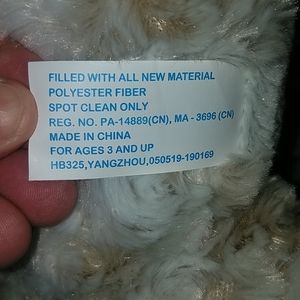 FILLED WITH ALL NEW MATERIAL
POLYESTER FIBER
SPOT CLEAN ONLY
REG. NO. PA-14889(CN), MA - 3696 (CN)
MADE IN CHINA
FOR AGES 3 AND UP
HB325,YANGZHOU,050519-190169